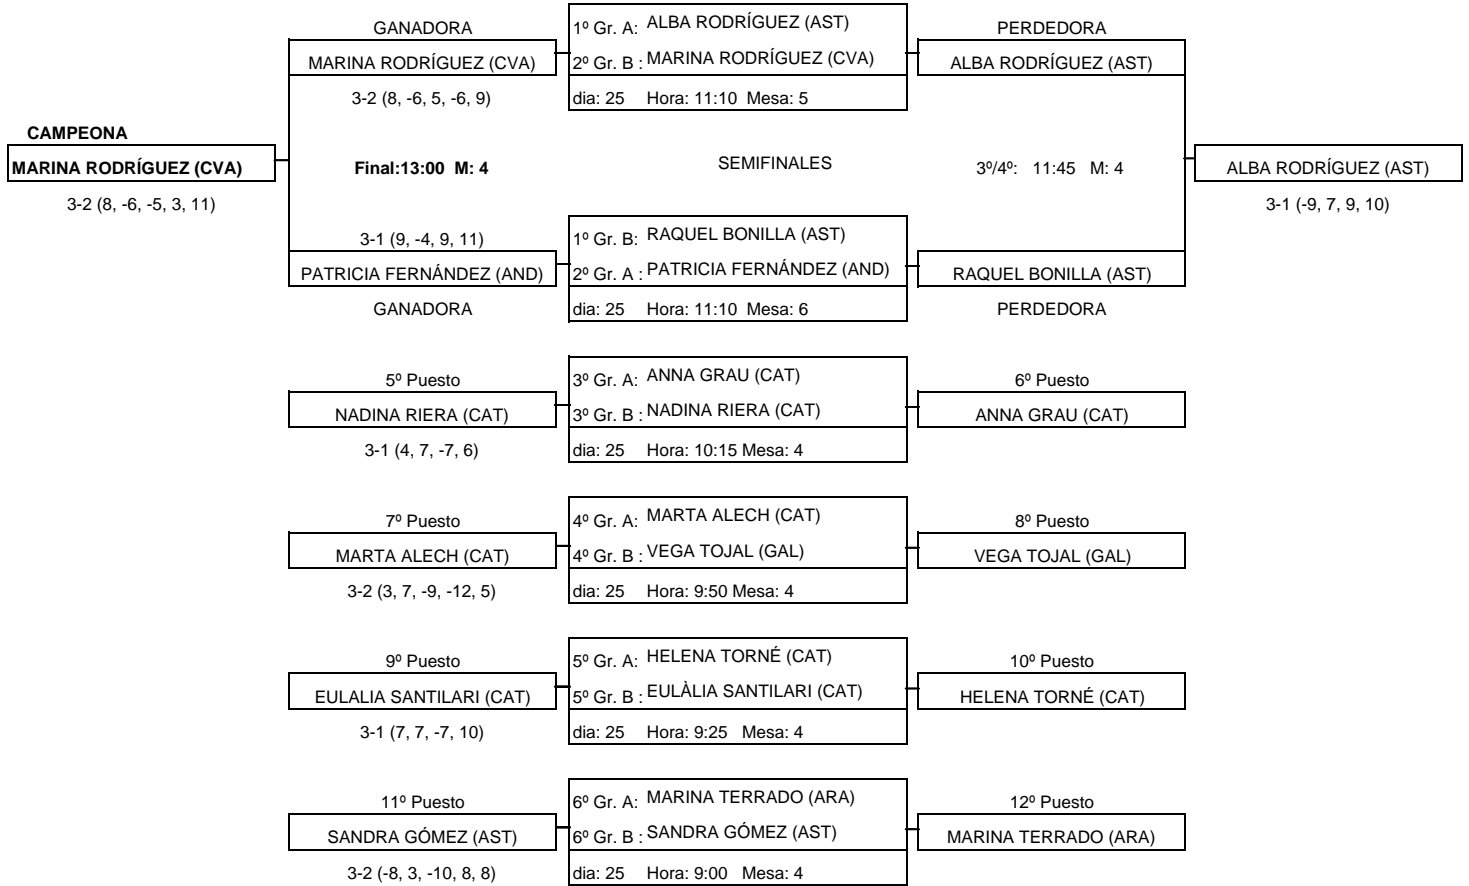 GANADORA 1º Gr. A: ALBA RODRÍGUEZ (AST) PERDEDORA
MARINA RODRÍGUEZ (CVA) 2º Gr. B : MARINA RODRÍGUEZ (CVA) ALBA RODRÍGUEZ (AST)
3-2 (8, -6, 5, -6, 9) dia: 25 Hora: 11:10 Mesa: 5
CAMPEONA
MARINA RODRÍGUEZ (CVA) Final:13:00 M: 4 SEMIFINALES 3º/4º: 11:45 M: 4 ALBA RODRÍGUEZ (AST)
3-2 (8, -6, -5, 3, 11) 3-1 (-9, 7, 9, 10)
3-1 (9, -4, 9, 11) 1º Gr. B: RAQUEL BONILLA (AST)
PATRICIA FERNÁNDEZ (AND) 2º Gr. A : PATRICIA FERNÁNDEZ (AND) RAQUEL BONILLA (AST)
GANADORA dia: 25 Hora: 11:10 Mesa: 6 PERDEDORA
5º Puesto 3º Gr. A: ANNA GRAU (CAT) 6º Puesto
NADINA RIERA (CAT) 3º Gr. B : NADINA RIERA (CAT) ANNA GRAU (CAT)
3-1 (4, 7, -7, 6) dia: 25 Hora: 10:15 Mesa: 4
7º Puesto 4º Gr. A: MARTA ALECH (CAT) 8º Puesto
MARTA ALECH (CAT) 4º Gr. B : VEGA TOJAL (GAL) VEGA TOJAL (GAL)
3-2 (3, 7, -9, -12, 5) dia: 25 Hora: 9:50 Mesa: 4
9º Puesto 5º Gr. A: HELENA TORNÉ (CAT) 10º Puesto
EULALIA SANTILARI (CAT) 5º Gr. B : EULÀLIA SANTILARI (CAT) HELENA TORNÉ (CAT)
3-1 (7, 7, -7, 10) dia: 25 Hora: 9:25 Mesa: 4
11º Puesto 6º Gr. A: MARINA TERRADO (ARA) 12º Puesto
SANDRA GÓMEZ (AST) 6º Gr. B : SANDRA GÓMEZ (AST) MARINA TERRADO (ARA)
3-2 (-8, 3, -10, 8, 8) dia: 25 Hora: 9:00 Mesa: 4